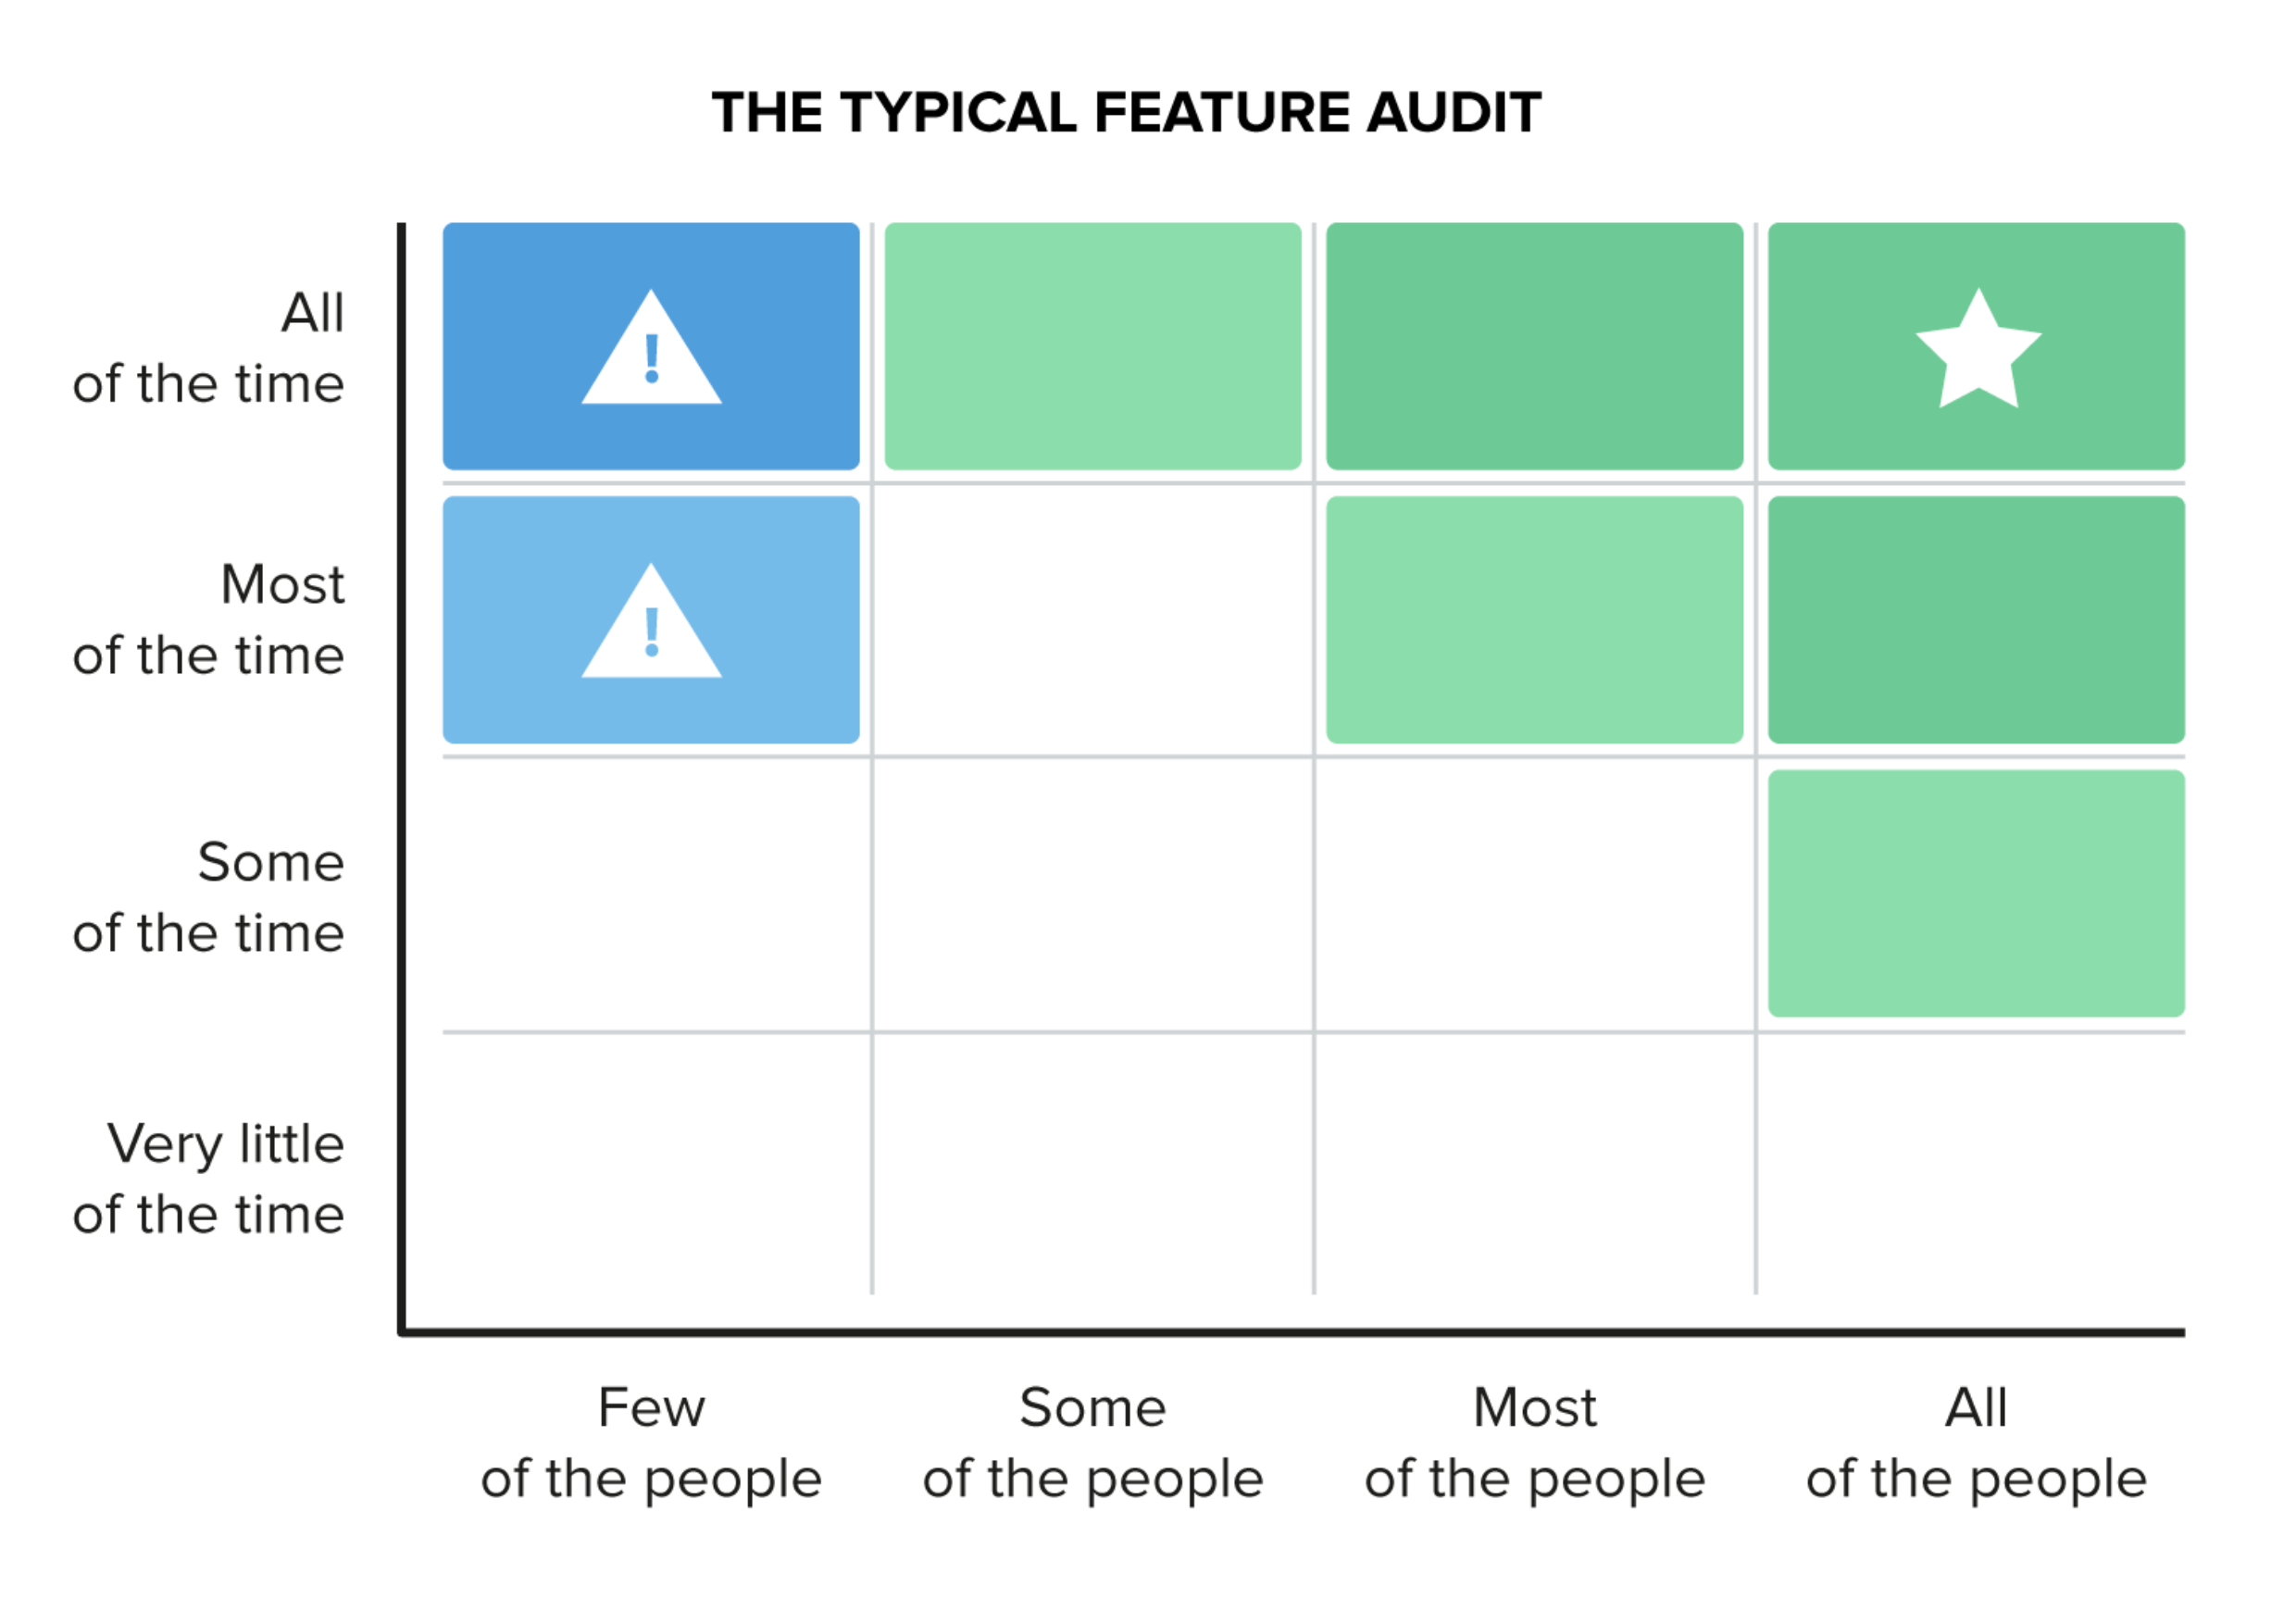 THE TYPICAL FEATURE AUDIT
All
of the time
!
Most
of the time
!
Some
of the time
Very little
of the time
Few
of the people
Some
of the people
Most
of the people
All
of the people